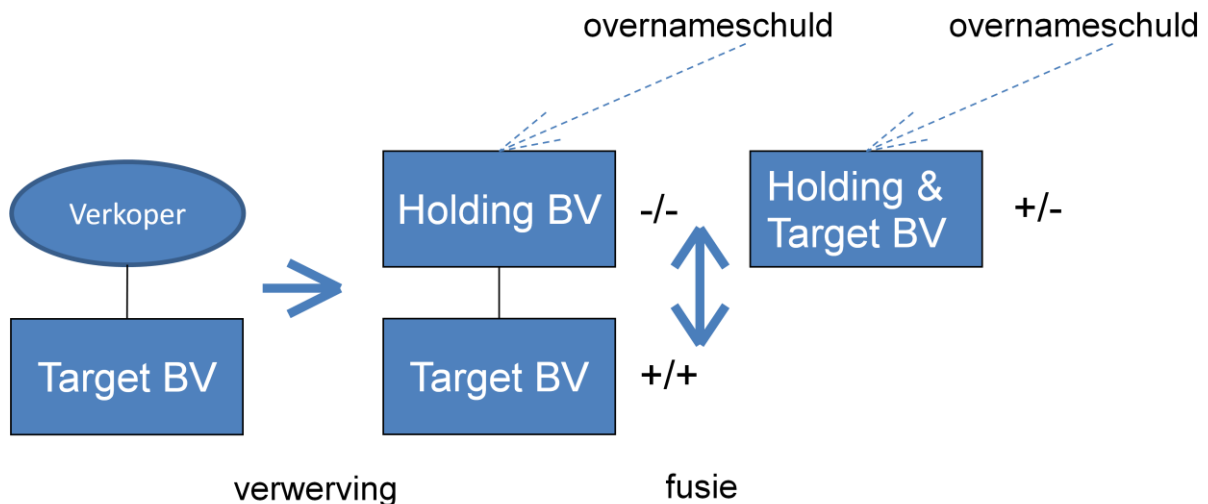 overnameschuld
overnameschuld
Verkoper
Target BV
Holding BV
-/-
Target BV
+/+
Holding &
Target BV
+/-
verwerving
fusie